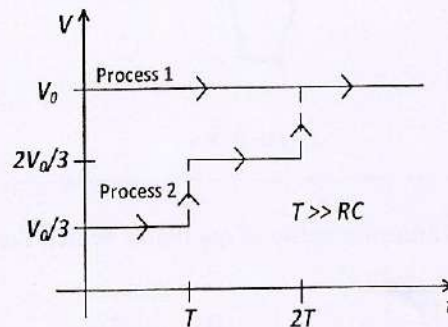 V
Process 1
V₀
2V₀/3
Process 2
V₀/3
T >> RC
T
2T